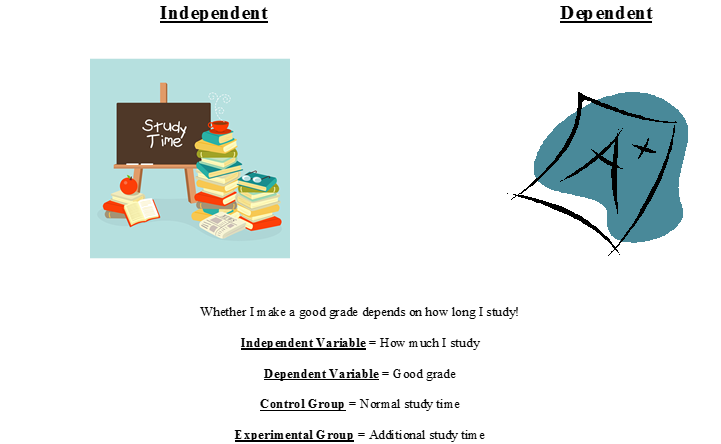 Independent
Dependent
Study
Time
A+
Whether I make a good grade depends on how long I study!
Independent Variable = How much I study
Dependent Variable = Good grade
Control Group = Normal study time
Experimental Group = Additional study time